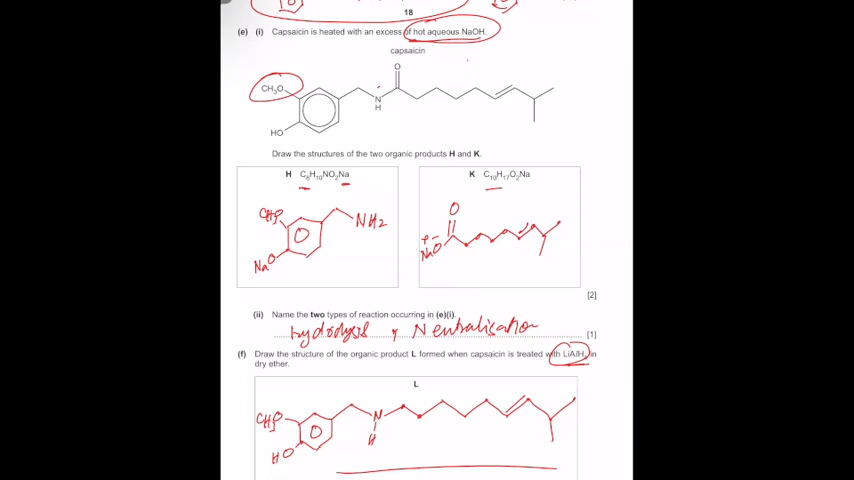 18
(e) (i) Capsaicin is heated with an excess of hot aqueous NaOH.
capsaicin
O
CH₃O
N
H
HO
Draw the structures of the two organic products H and K.
H C₈H₁₀NO₂Na
K C₁₀H₁₇O₂Na
CH₃O
NH2
NaO
O
Na⁺ ⁻O
[2]
(ii) Name the two types of reaction occurring in (e)(i).
hydrolysis , Neutralisation
[1]
(f) Draw the structure of the organic product L formed when capsaicin is treated with LiAlH₄ in
dry ether.
L
CH₃O
N
H
HO